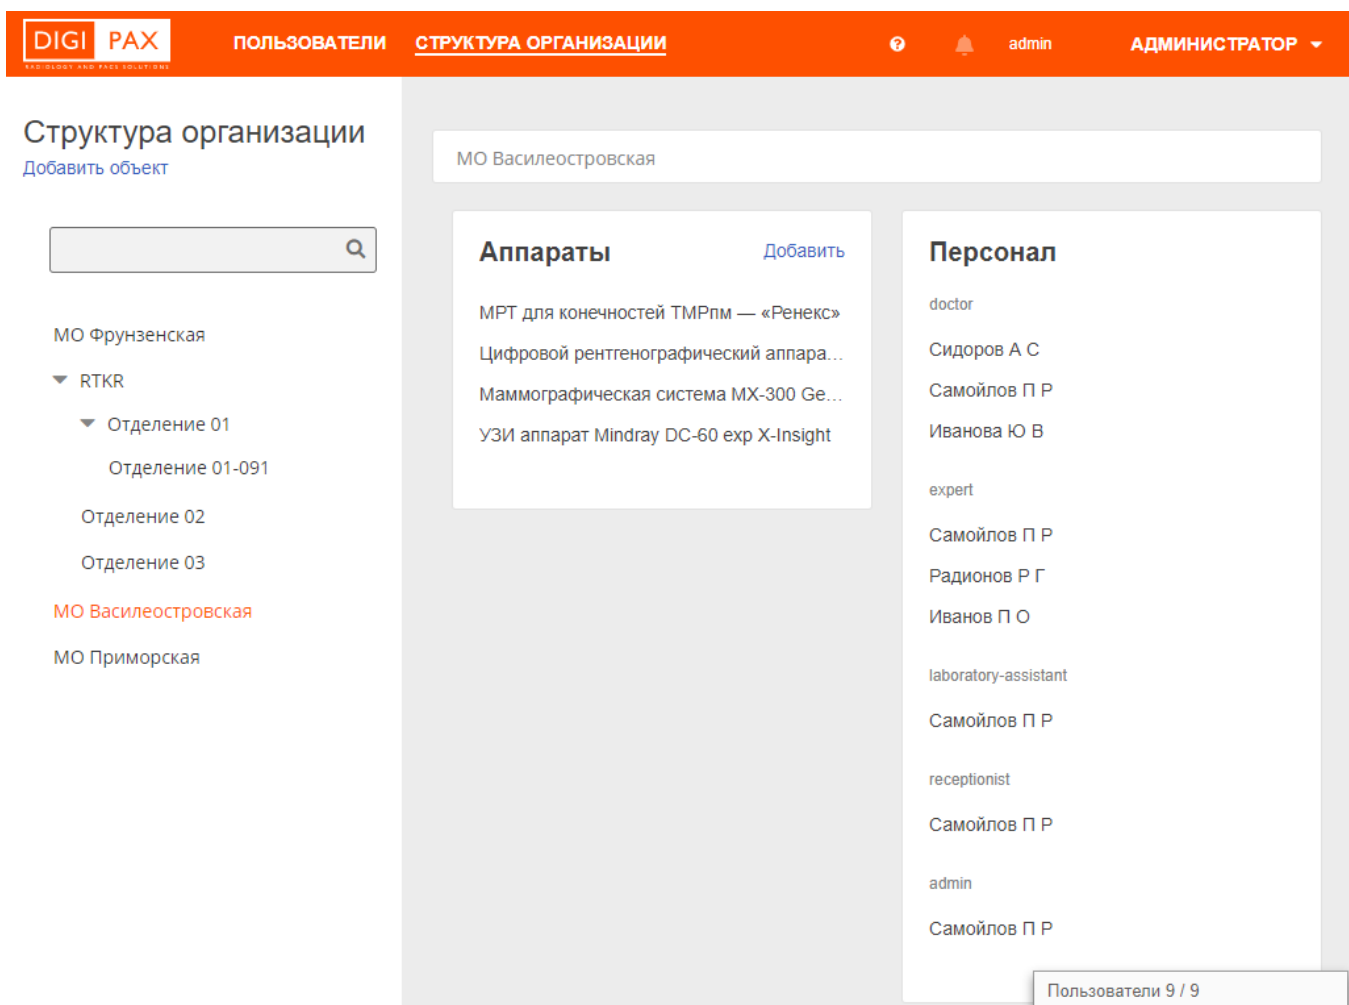 DIGI PAX
RADIOLOGY AND PACS SOLUTIONS
ПОЛЬЗОВАТЕЛИ
СТРУКТУРА ОРГАНИЗАЦИИ
?
admin
АДМИНИСТРАТОР
Структура организации
Добавить объект
МО Фрунзенская
RTKR
Отделение 01
Отделение 01-091
Отделение 02
Отделение 03
МО Василеостровская
МО Приморская
МО Василеостровская
Аппараты
Добавить
МРТ для конечностей ТМРпм — «Ренекс»
Цифровой рентгенографический аппара...
Маммографическая система MX-300 Ge...
УЗИ аппарат Mindray DC-60 exp X-Insight
Персонал
doctor
Сидоров А С
Самойлов П Р
Иванова Ю В
expert
Самойлов П Р
Радионов Р Г
Иванов П О
laboratory-assistant
Самойлов П Р
receptionist
Самойлов П Р
admin
Самойлов П Р
Пользователи 9 / 9